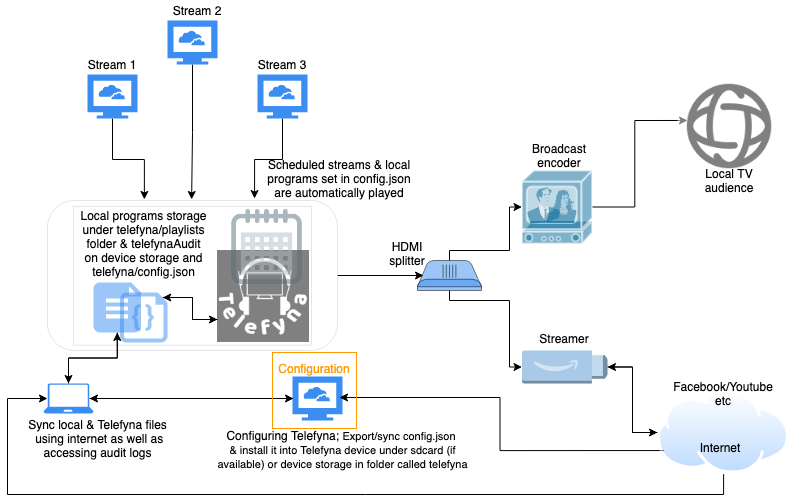 Stream 2
Stream 1
Stream 3
Scheduled streams & local
programs set in config.json
are automatically played
Broadcast
encoder
Local TV
audience
Local programs storage
under telefyna/playlists
folder & telefynaAudit
on device storage and
telefyna/config.json
HDMI
splitter
Telefyna
{ }
Streamer
Configuration
Facebook/Youtube
etc
Internet
Sync local & Telefyna files
using internet as well as
accessing audit logs
Configuring Telefyna; Export/sync config.json
& install it into Telefyna device under sdcard (if
available) or device storage in folder called telefyna